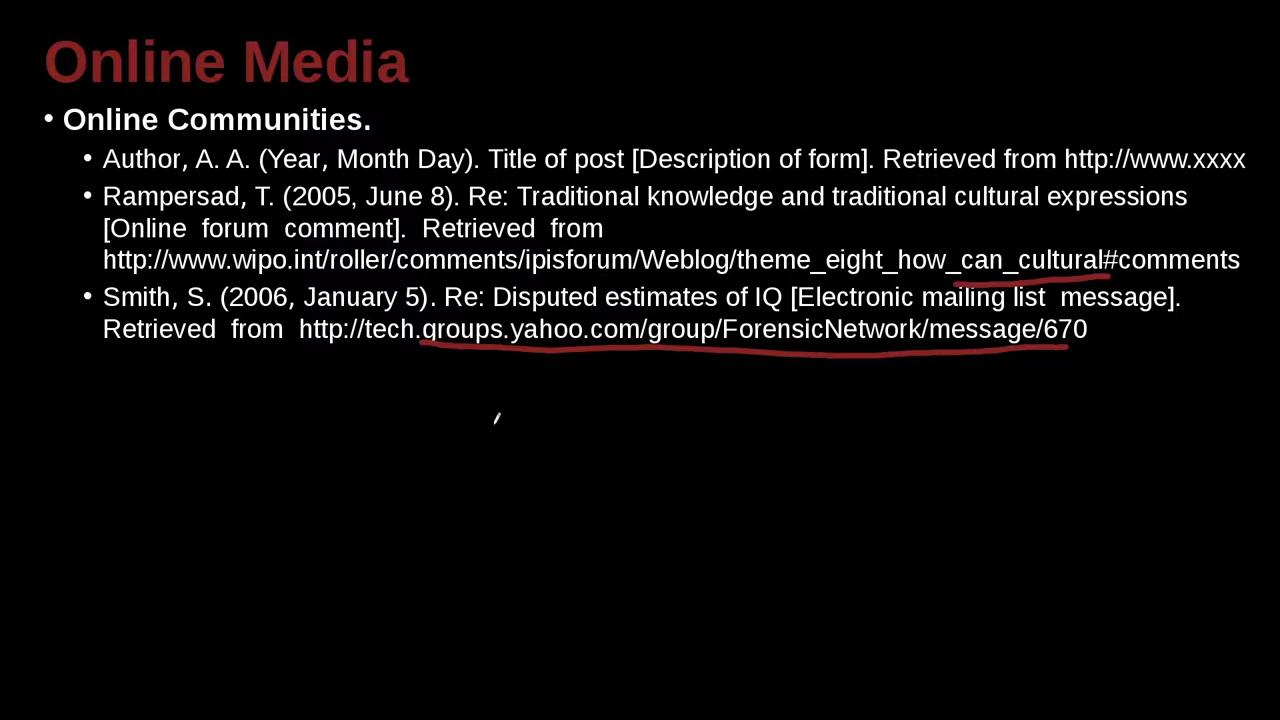 Online Media
• Online Communities.
• Author, A. A. (Year, Month Day). Title of post [Description of form]. Retrieved from http://www.xxxx
• Rampersad, T. (2005, June 8). Re: Traditional knowledge and traditional cultural expressions
[Online forum comment]. Retrieved from
http://www.wipo.int/roller/comments/ipisforum/Weblog/theme_eight_how_can_cultural#comments
• Smith, S. (2006, January 5). Re: Disputed estimates of IQ [Electronic mailing list message].
Retrieved from http://tech.groups.yahoo.com/group/ForensicNetwork/message/670